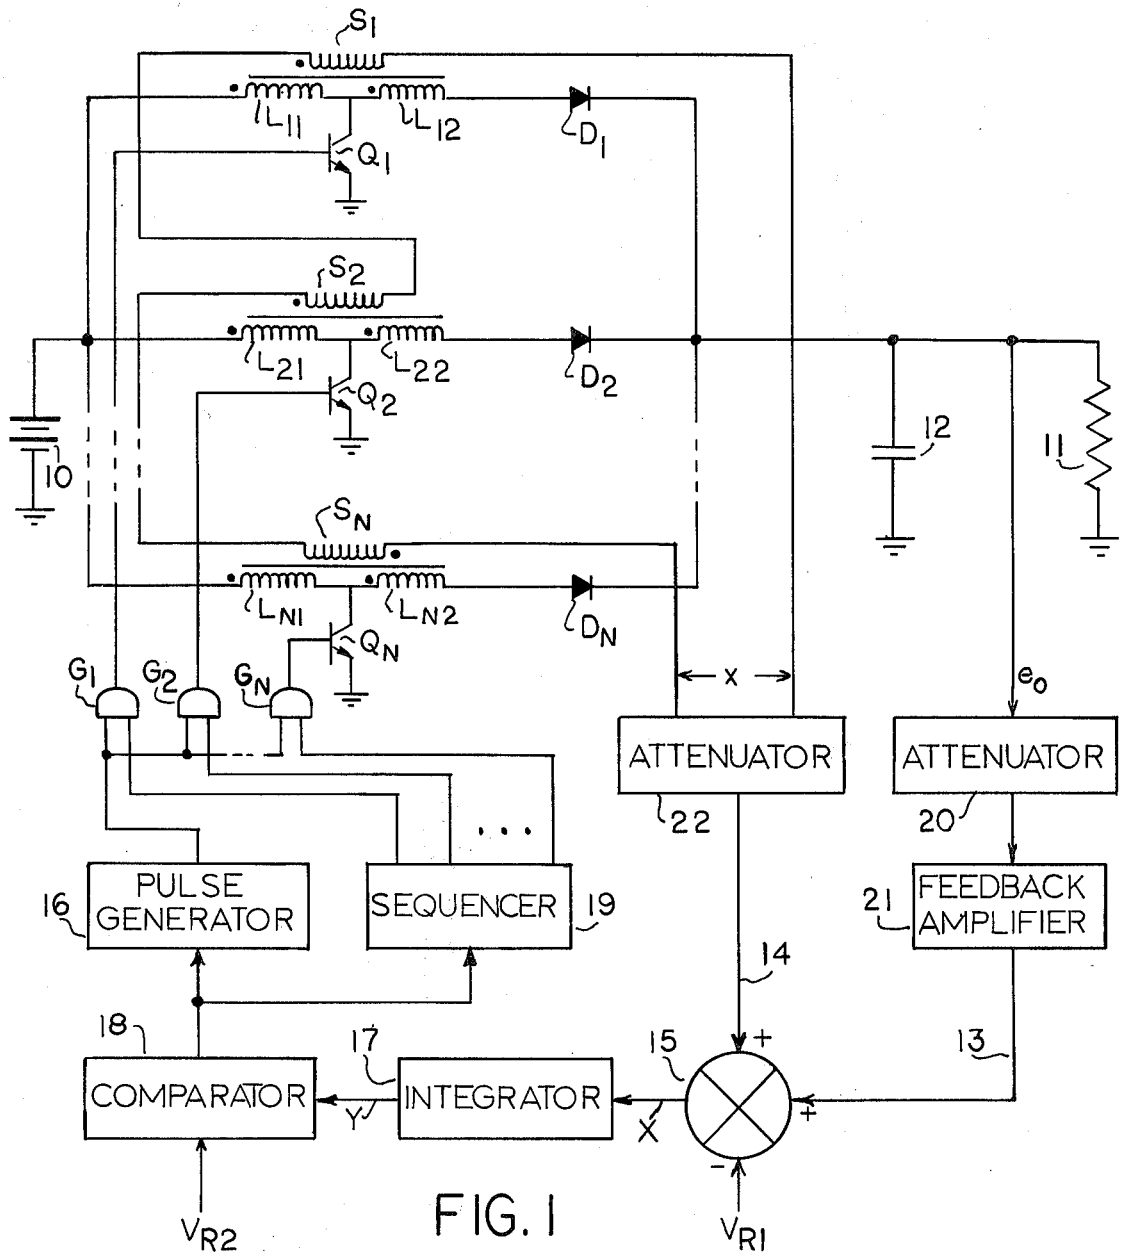 S1
L11
L12
D1
Q1
S2
L21
L22
D2
Q2
10
12
11
SN
LN1
LN2
DN
QN
G1
G2
GN
X
eo
ATTENUATOR
ATTENUATOR
22
20
• • •
PULSE
GENERATOR
16
SEQUENCER
19
FEEDBACK
AMPLIFIER
21
14
13
18
17
15
+
COMPARATOR
Y
INTEGRATOR
X
+
-
VR2
FIG. 1
VR1